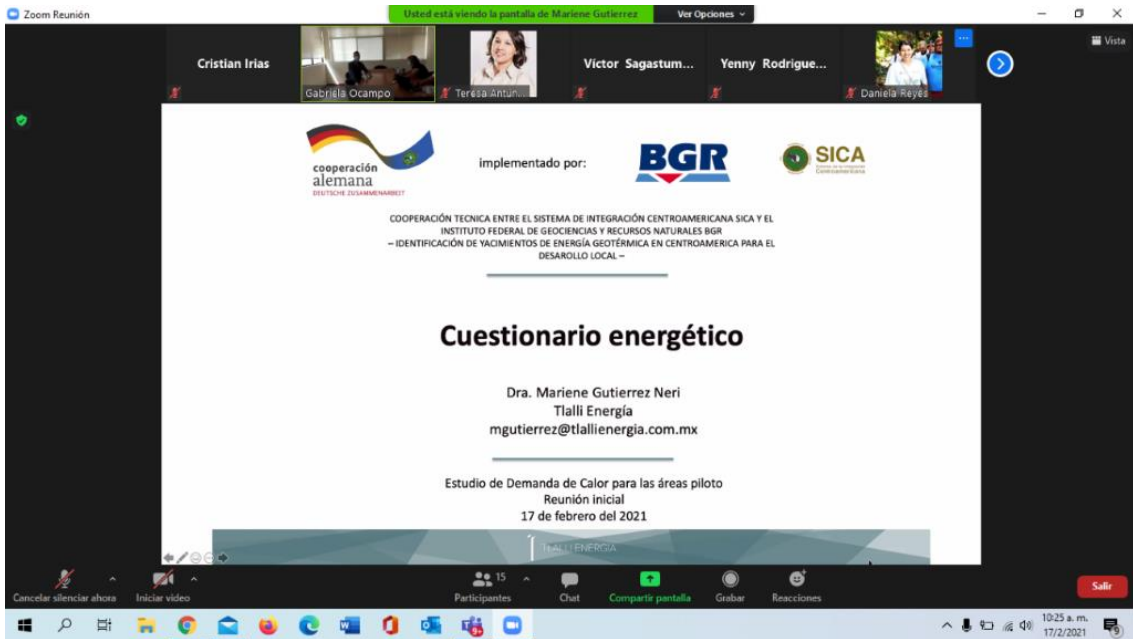 Zoom Reunión
Usted está viendo la pantalla de Mariene Gutierrez
Ver Opciones
Vista
Cristian Irias
Gabriela Ocampo
Teresa Antun...
Víctor Sagastum...
Yenny Rodrigue...
Daniela Reyes
cooperación
alemana
DEUTSCHE ZUSAMMENARBEIT
implementado por:
BGR
SICA
COOPERACIÓN TECNICA ENTRE EL SISTEMA DE INTEGRACIÓN CENTROAMERICANA SICA Y EL
INSTITUTO FEDERAL DE GEOCIENCIAS Y RECURSOS NATURALES BGR
– IDENTIFICACIÓN DE YACIMIENTOS DE ENERGÍA GEOTÉRMICA EN CENTROAMERICA PARA EL
DESAROLLO LOCAL –
Cuestionario energético
Dra. Mariene Gutierrez Neri
Tlalli Energía
mgutierrez@tlallienergia.com.mx
Estudio de Demanda de Calor para las áreas piloto
Reunión inicial
17 de febrero del 2021
TLALLI ENERGIA
Cancelar silenciar ahora
Iniciar video
15
Participantes
Chat
Compartir pantalla
Grabar
Reacciones
Salir
9+
10:25 a. m.
17/2/2021
9